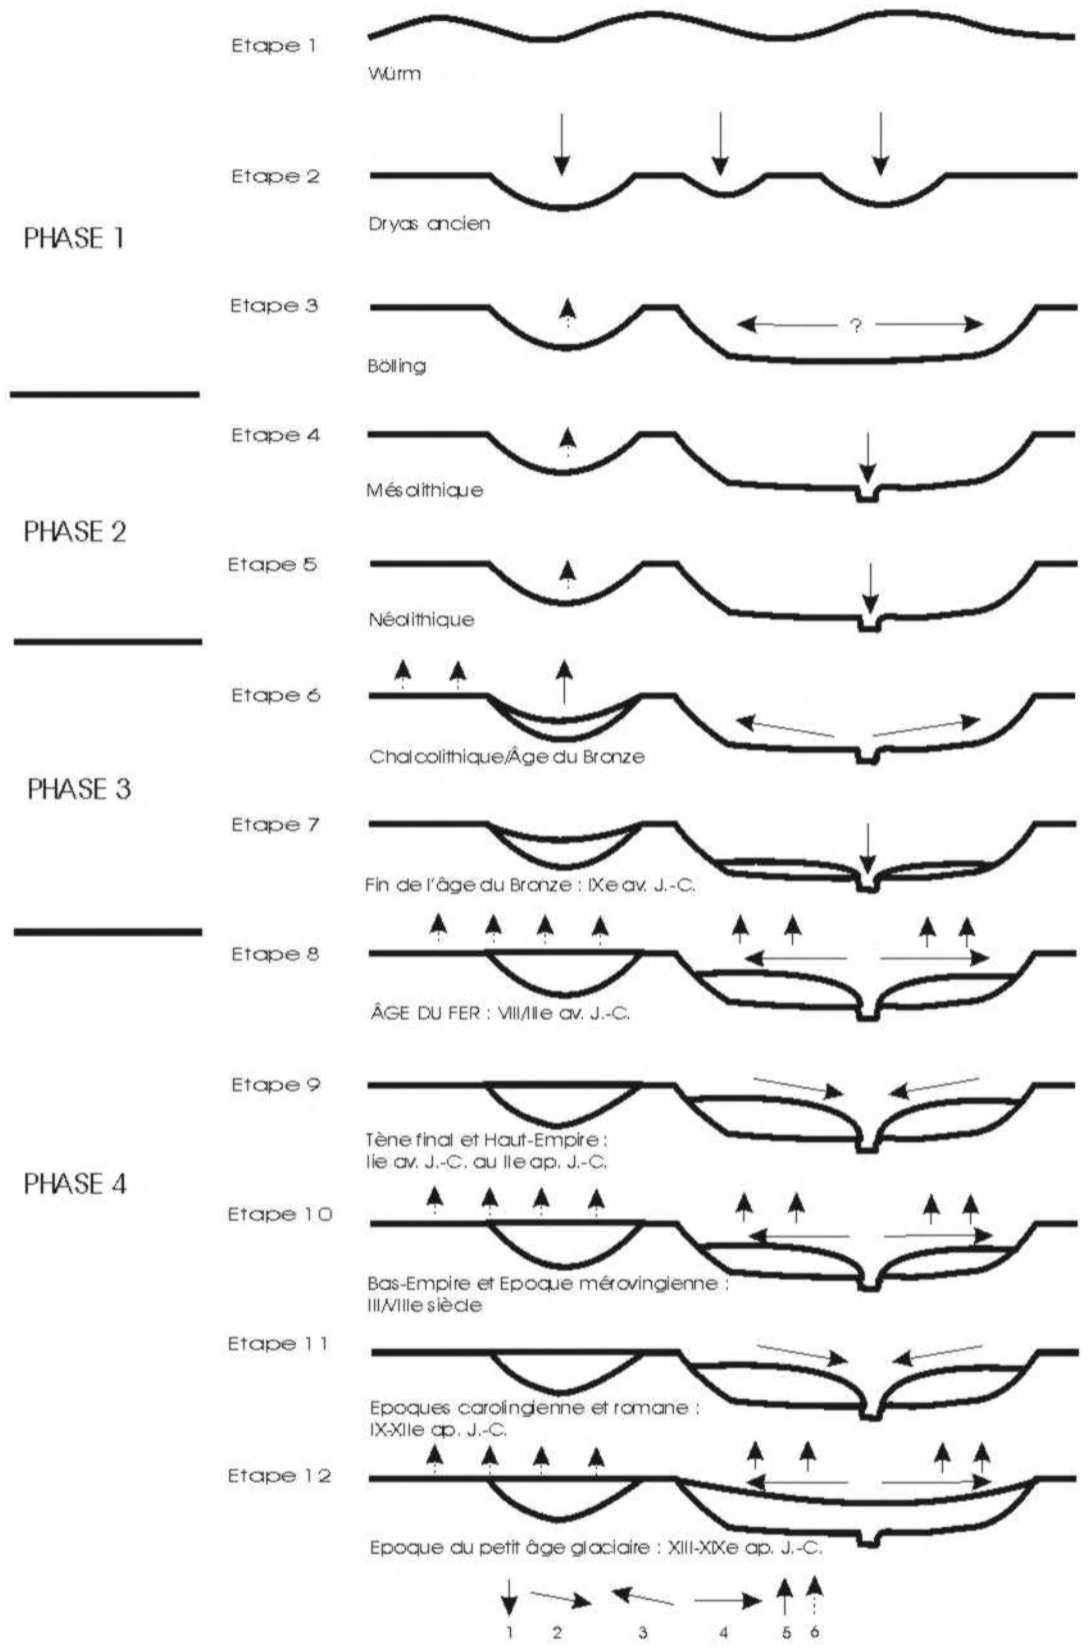 Etape 1
Würm
Etape 2
Dryas ancien
PHASE 1
Etape 3
?
Bölling
Etape 4
Mésolithique
PHASE 2
Etape 5
Néolithique
Etape 6
Chalcolithique/Âge du Bronze
PHASE 3
Etape 7
Fin de l'âge du Bronze : IXe av. J.-C.
Etape 8
ÂGE DU FER : VIII/IIIe av. J.-C.
Etape 9
Tène final et Haut-Empire :
IIe av. J.-C. au IIe ap. J.-C.
PHASE 4
Etape 10
Bas-Empire et Epoque mérovingienne :
III/VIIIe siècle
Etape 11
Epoques carolingienne et romane :
IX-XIIe ap. J.-C.
Etape 12
Epoque du petit âge glaciaire : XIII-XIXe ap. J.-C.
1 2 3 4 5 6